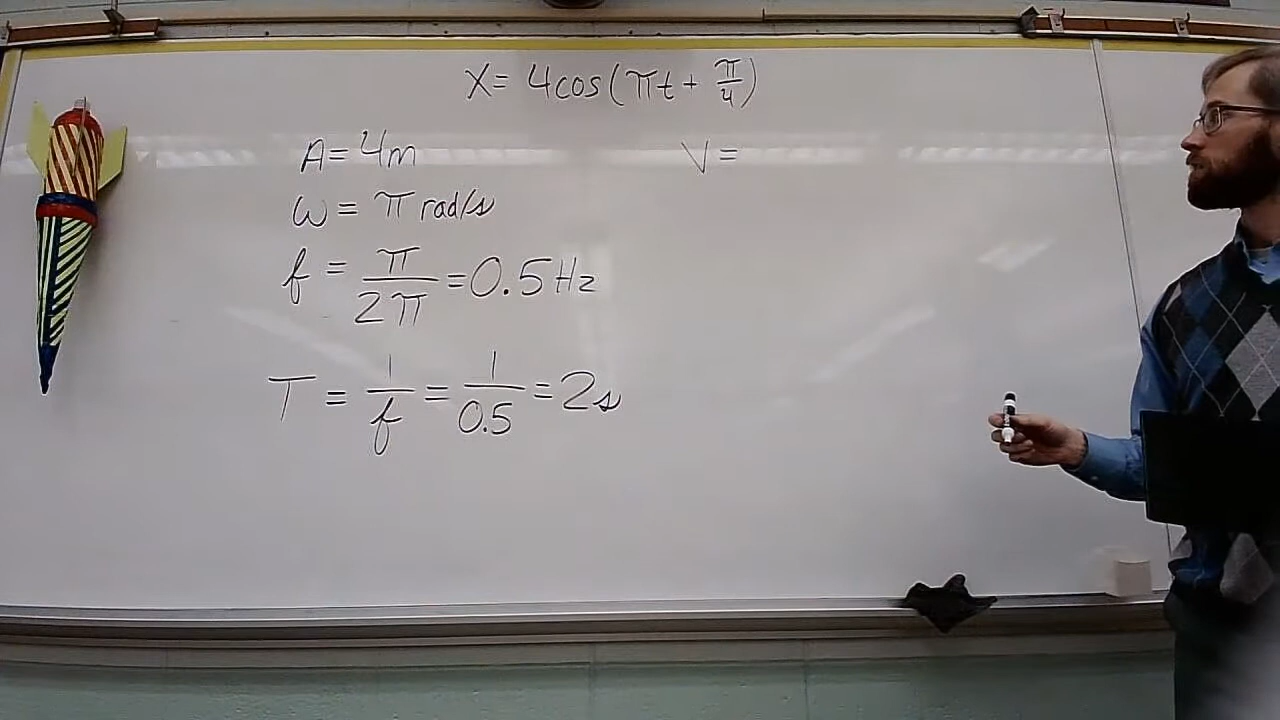 X= 4cos(πt + π/4)
A= 4m
ω = π rad/s
f = π/2π = 0.5 Hz
T = 1/f = 1/0.5 = 2s
V =